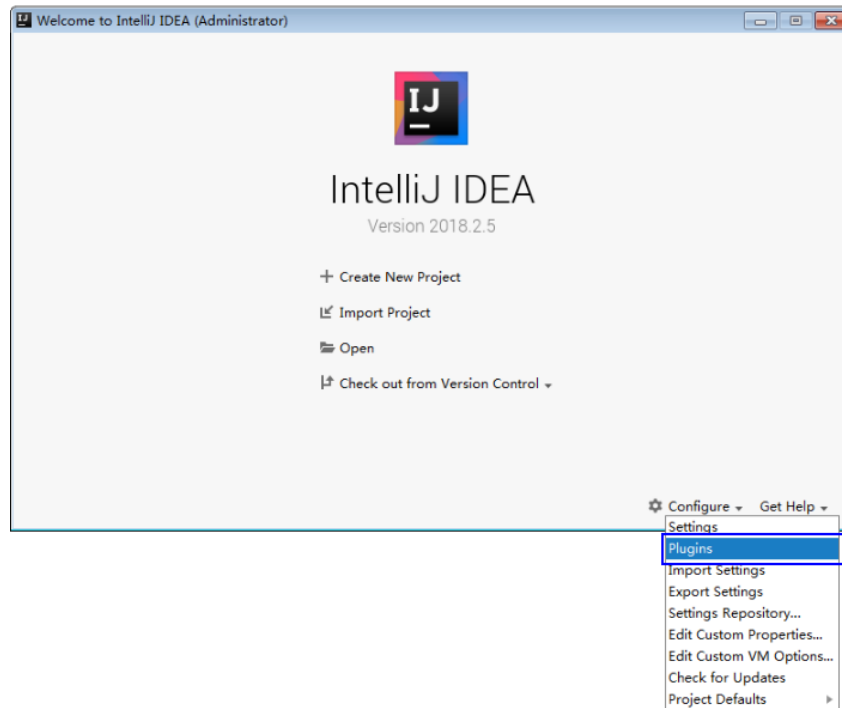 Welcome to IntelliJ IDEA (Administrator)
IJ
IntelliJ IDEA
Version 2018.2.5
Create New Project
Import Project
Open
Check out from Version Control
Configure Get Help
Settings
Plugins
Import Settings
Export Settings
Settings Repository...
Edit Custom Properties...
Edit Custom VM Options...
Check for Updates
Project Defaults